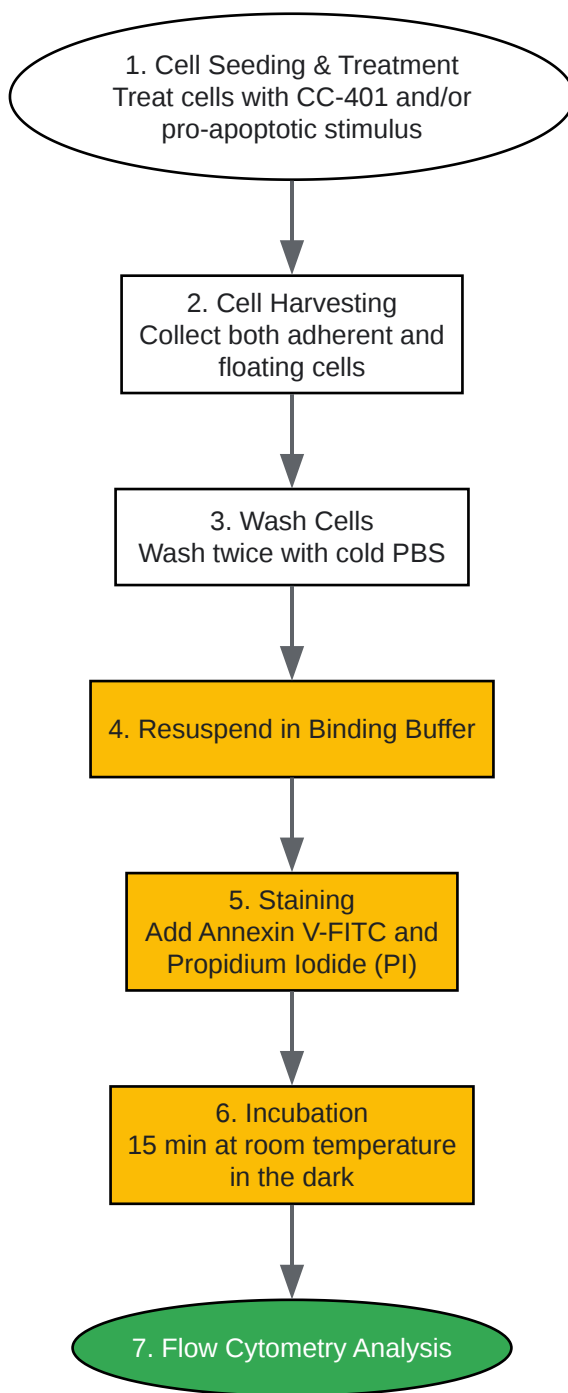 1. Cell Seeding & Treatment
Treat cells with CC-401 and/or
pro-apoptotic stimulus
2. Cell Harvesting
Collect both adherent and
floating cells
3. Wash Cells
Wash twice with cold PBS
4. Resuspend in Binding Buffer
5. Staining
Add Annexin V-FITC and
Propidium Iodide (PI)
6. Incubation
15 min at room temperature
in the dark
7. Flow Cytometry Analysis